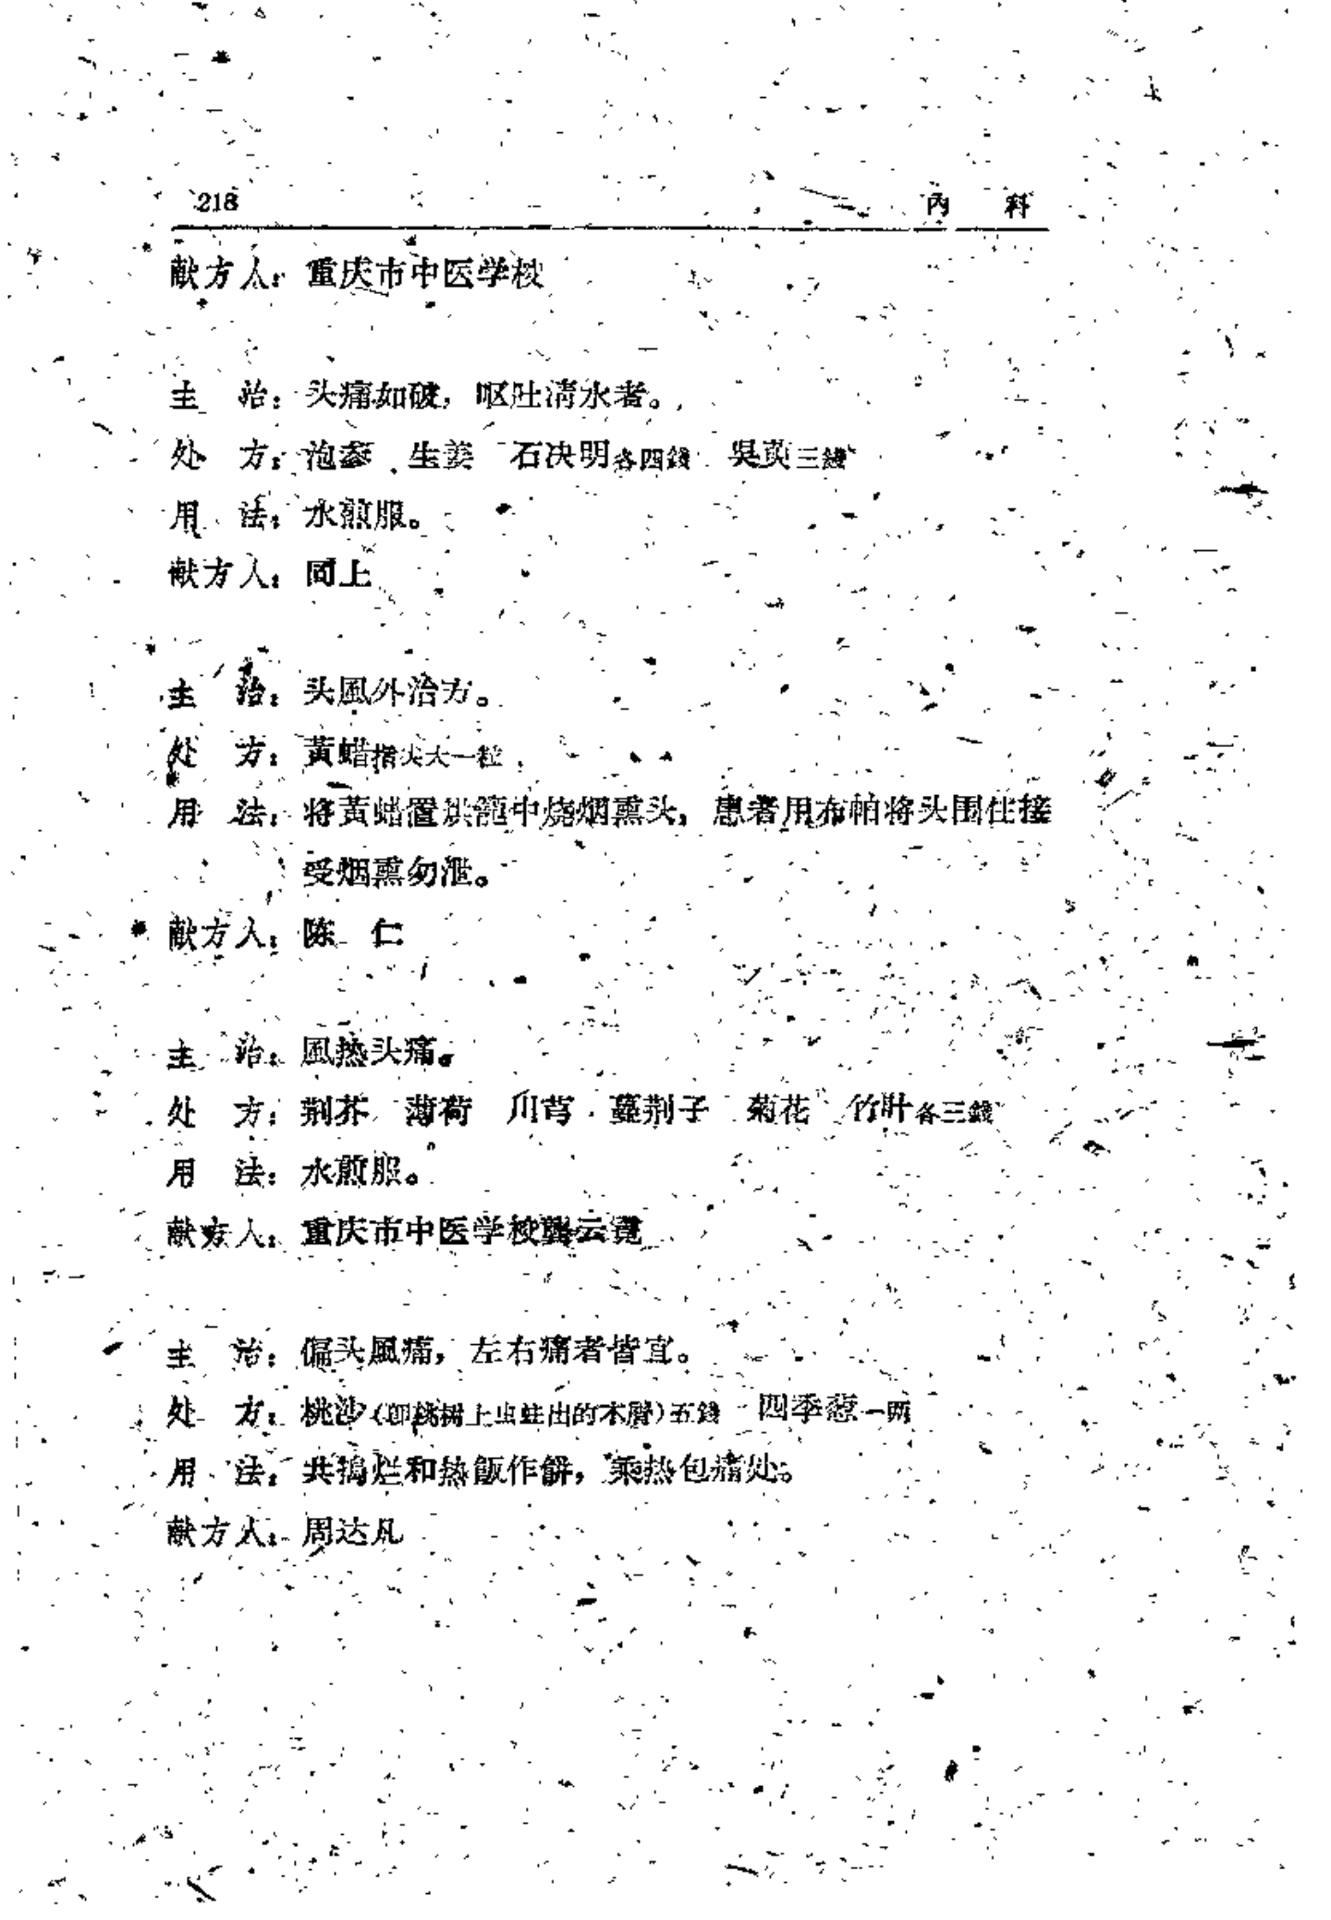 218 內 科
献方人：重庆市中医学校
主 治：头痛如破，呕吐清水者。
处 方：泡参 生姜 石决明各四錢 吳萸三錢
用 法：水煎服。
献方人：同上
主 治：头風外治方。
处 方：黃蜡指尖大一粒
用 法：将黃蜡置烘籠中烧烟熏头，患者用布帕将头围住接
受烟熏勿泄。
献方人：陈 仁
主 治：風热头痛。
处 方：荆芥 薄荷 川芎 蔓荆子 菊花 竹叶各三錢
用 法：水煎服。
献方人：重庆市中医学校龔云霓
主 治：偏头風痛，左右痛者皆宜。
处 方：桃沙（即桃树上虫蛀出的木屑）五錢 四季葱一兩
用 法：共搗烂和热飯作餅，乘热包痛处。
献方人：周达凡